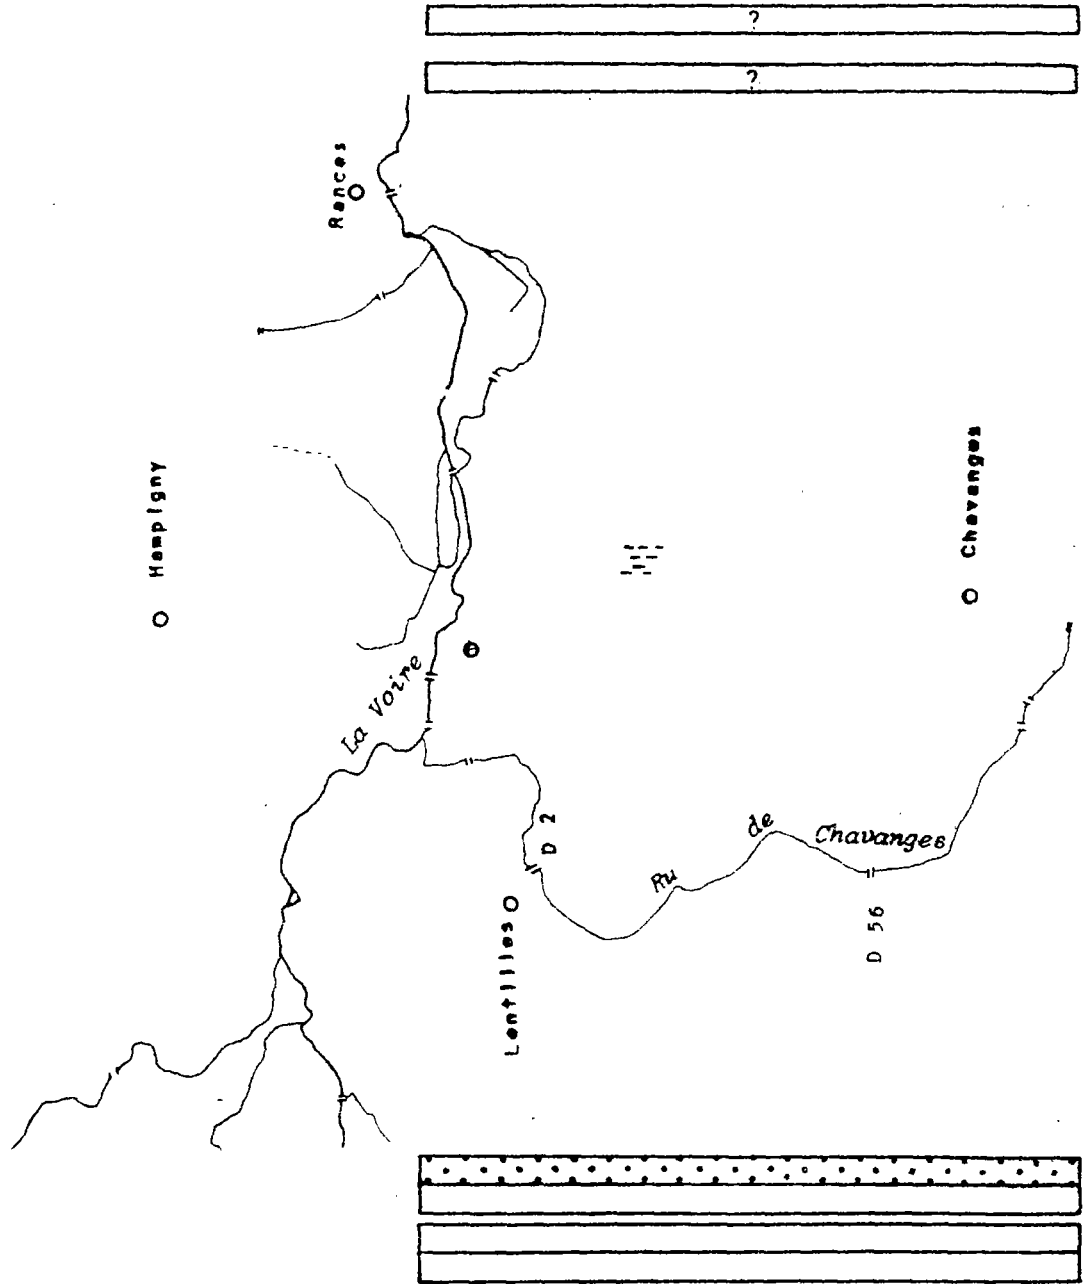 ?
?
Rances
Hampigny
Chavanges
La Voire
D 2
Ru de Chavanges
Lentilles
D 56